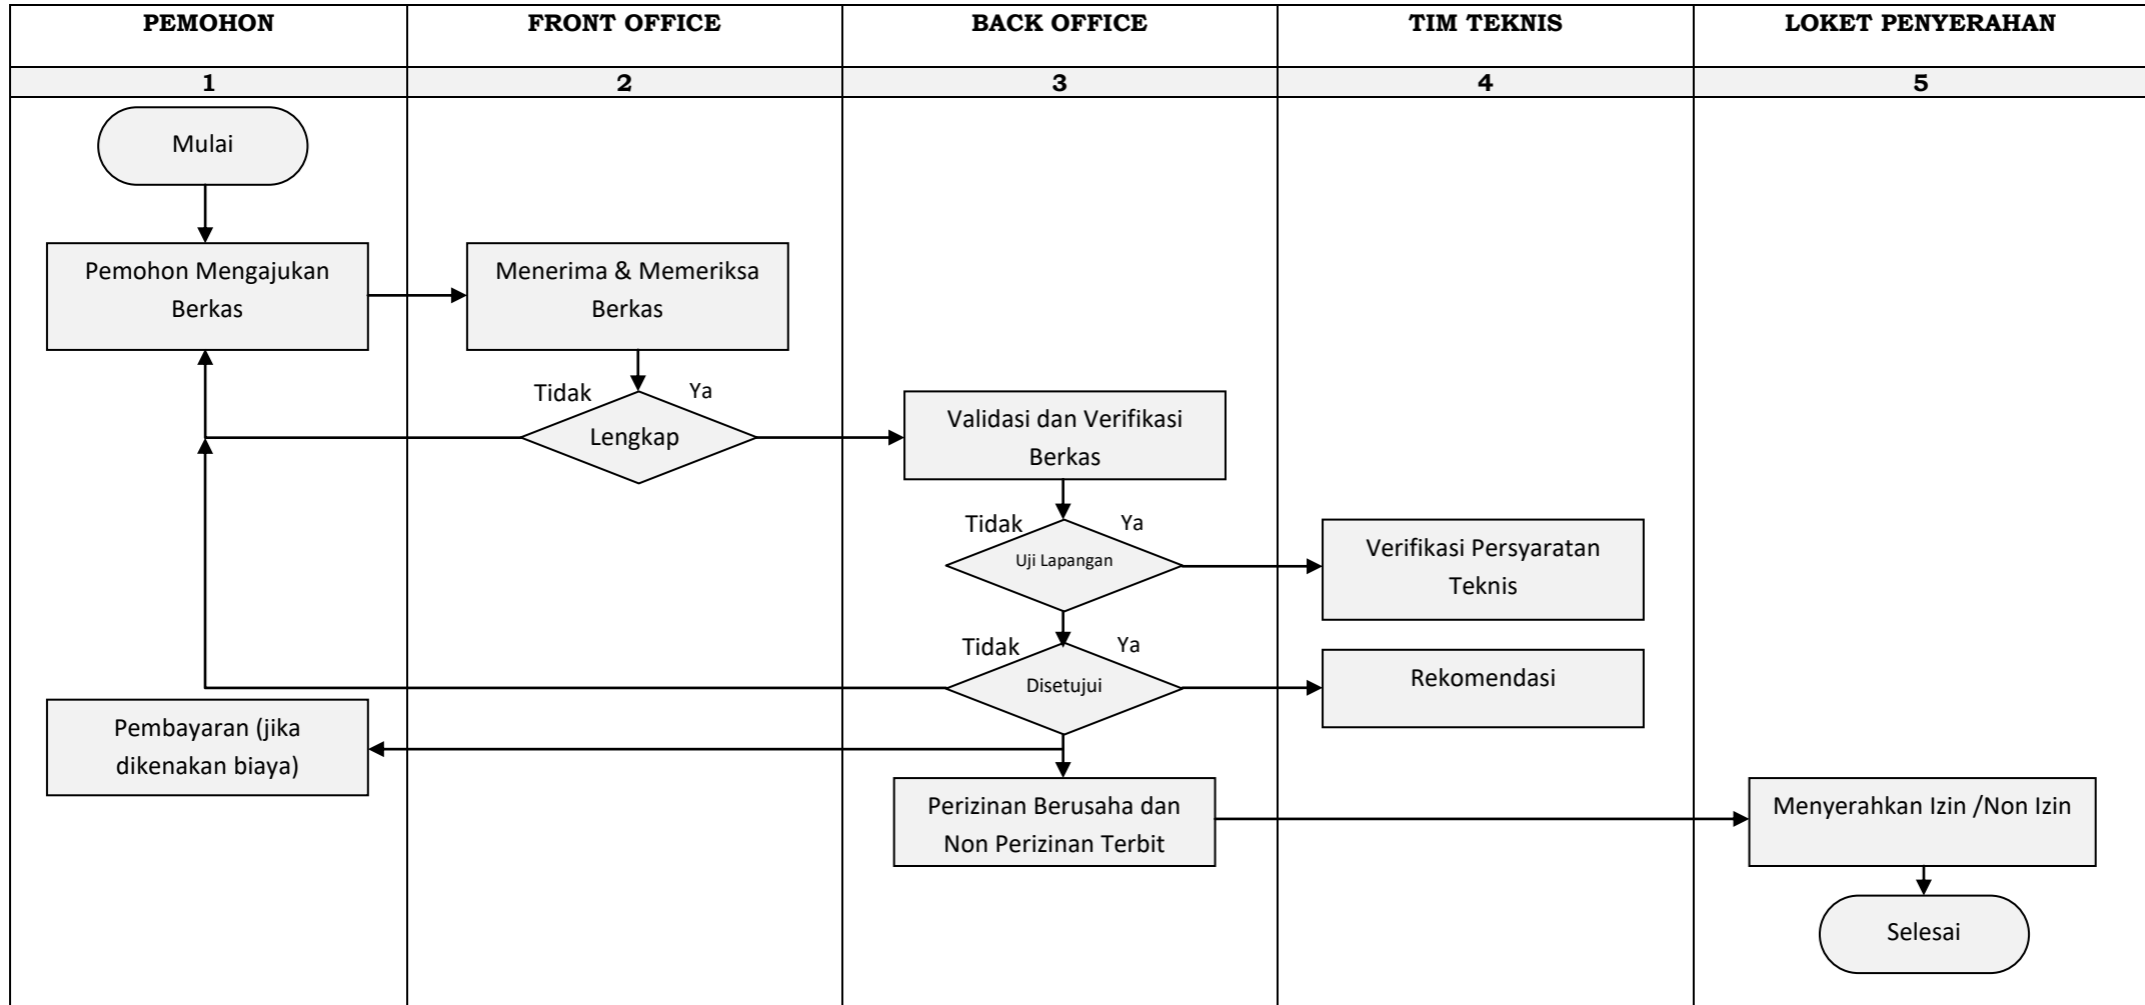 PEMOHON
FRONT OFFICE
BACK OFFICE
TIM TEKNIS
LOKET PENYERAHAN
1
2
3
4
5
Mulai
Pemohon Mengajukan
Berkas
Menerima & Memeriksa
Berkas
Tidak
Ya
Lengkap
Validasi dan Verifikasi
Berkas
Tidak
Ya
Uji Lapangan
Verifikasi Persyaratan
Teknis
Tidak
Ya
Disetujui
Rekomendasi
Pembayaran (jika
dikenakan biaya)
Perizinan Berusaha dan
Non Perizinan Terbit
Menyerahkan Izin /Non Izin
Selesai